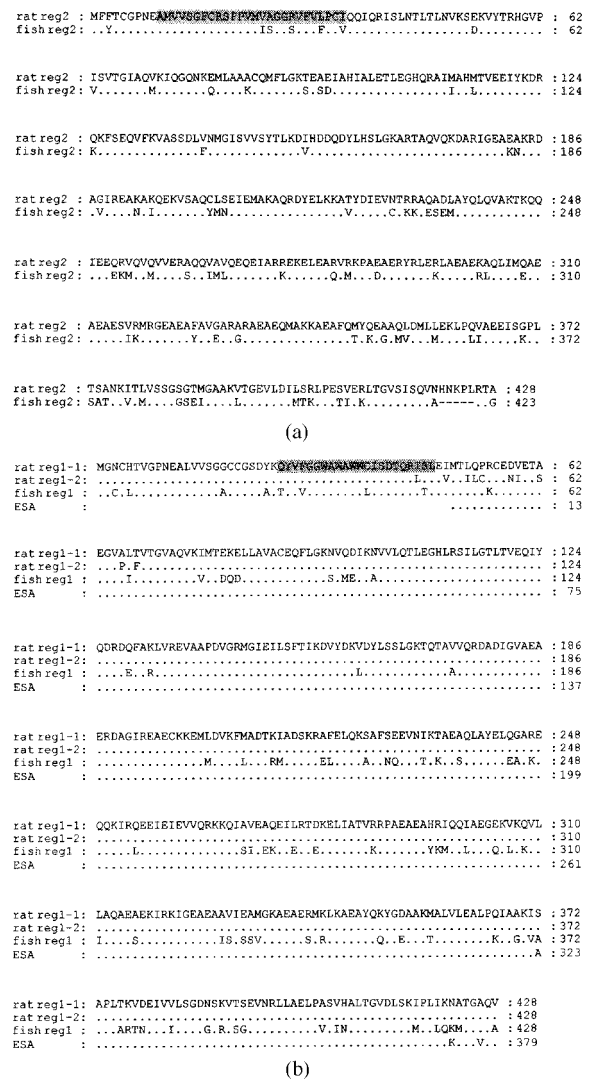 rat reg2 : MFFTCGPNEAMVVSGFCRSPPVMVAGGRVFVLPCIQQIQRISLNTLTLNVKSEKVYTRHGVP : 62
fish reg2 : ..Y......................IS..S...F..V..................D....... : 62
rat reg2 : ISVTGIAQVKIQGQNKEMLAAACQMFLGKTEAEIAHIALETLEGHQRAIMAHMTVEEIYKDR : 124
fish reg2 : V.......M........Q....K.......S.SD................I..L......... : 124
rat reg2 : QKFSEQVFKVASSDLVNMGISVVSYTLKDIHDDQDYLHSLGKARTAQVQKDARIGEAEAKRD : 186
fish reg2 : K...............F.............V.........................KN.... : 186
rat reg2 : AGIREAKAKQEKVSAQCLSEIEMAKAQRDYELKKATYDIEVNTRRAQADLAYQLQVAKTKQQ : 248
fish reg2 : .V....N.I.......YMN...............V.....C.KK.ESEM............. : 248
rat reg2 : IEEQRVQVQVVERAQQVAVQEQEIARREKELEARVRKPAEAERYRLERLAEAEKAQLIMQAE : 310
fish reg2 : ...EKM..M....S..IML.......K......Q.M...D.......K.....RL....E.. : 310
rat reg2 : AEAESVRMRGEAEAFAVGARARAEAEQMAKKAEAFQMYQEAAQLDMLLEKLPQVAEEISGPL : 372
fish reg2 : .....IK........Y..E..G...............T.K.GMV...M....LI.....K.. : 372
rat reg2 : TSANKITLVSSGSGTMGAAKVTGEVLDILSRLPESVERLTGVSISQVNHNKPLRTA : 428
fish reg2 : SAT..V.M....GSEI....L.......MTK...TI.K........A-----..G : 423
(a)
rat reg1-1: MGNCHTVGPNEALVVSGGCCGSDYKQYVFGGWAWAWWCISDTQRISLEIMTLQPRCEDVETA : 62
rat reg1-2: ............................................L...V..ILC...NI..S : 62
fish reg1 : ...C.L.............A.....A.T..V.........L.......T........K..... : 62
ESA : ............. : 13
rat reg1-1: EGVALTVTGVAQVKIMTEKELLAVACEQFLGKNVQDIKNVVLQTLEGHLRSILGTLTVEQIY : 124
rat reg1-2: ...P.F........................................................ : 124
fish reg1 : ....I..........V..DQD............S.ME..A...................... : 124
ESA : .............................................................. : 75
rat reg1-1: QDRDQFAKLVREVAAPDVGRMGIEILSFTIKDVYDKVDYLSSLGKTQTAVVQRDADIGVAEA : 186
rat reg1-2: .............................................................. : 186
fish reg1 : ....E..R............................L............A............ : 186
ESA : .............................................................. : 137
rat reg1-1: ERDAGIREAECKKEMLDVKFMADTKIADSKRAFELQKSAFSEEVNIKTAEAQLAYELQGARE : 248
rat reg1-2: .............................................................. : 248
fish reg1 : ..............M....L...RM.....EL....A..NQ...T.K..S......EA.K. : 248
ESA : .............................................................. : 199
rat reg1-1: QQKIRQEEIEIEVVQRKKQIAVEAQEILRTDKELIATVRRPAEAEAHRIQQIAEGEKVKQVL : 310
rat reg1-2: .............................................................. : 310
fish reg1 : .....L.............SI.EK...E..E.......K......YKM..L...Q.L.K.. : 310
ESA : .............................................................. : 261
rat reg1-1: LAQAEAEKIRKIGEAEAAVIEAMGKAEAERMKLKAEAYQKYGDAAKMALVLEALPQIAAKIS : 372
rat reg1-2: .............................................................. : 372
fish reg1 : I....S...........IS.SSV......S.R.......Q..E...T........K..G.VA : 372
ESA : .............................................................A : 323
rat reg1-1: APLTKVDEIVVLSGDNSKVTSEVNRLLAELPASVHALTGVDLSKIPLIKNATGAQV : 428
rat reg1-2: ........................................................ : 428
fish reg1 : ...ARTN...I....G.R.SG.........V.IN.........M...LQKM...A : 428
ESA : ................................................K...V.. : 379
(b)